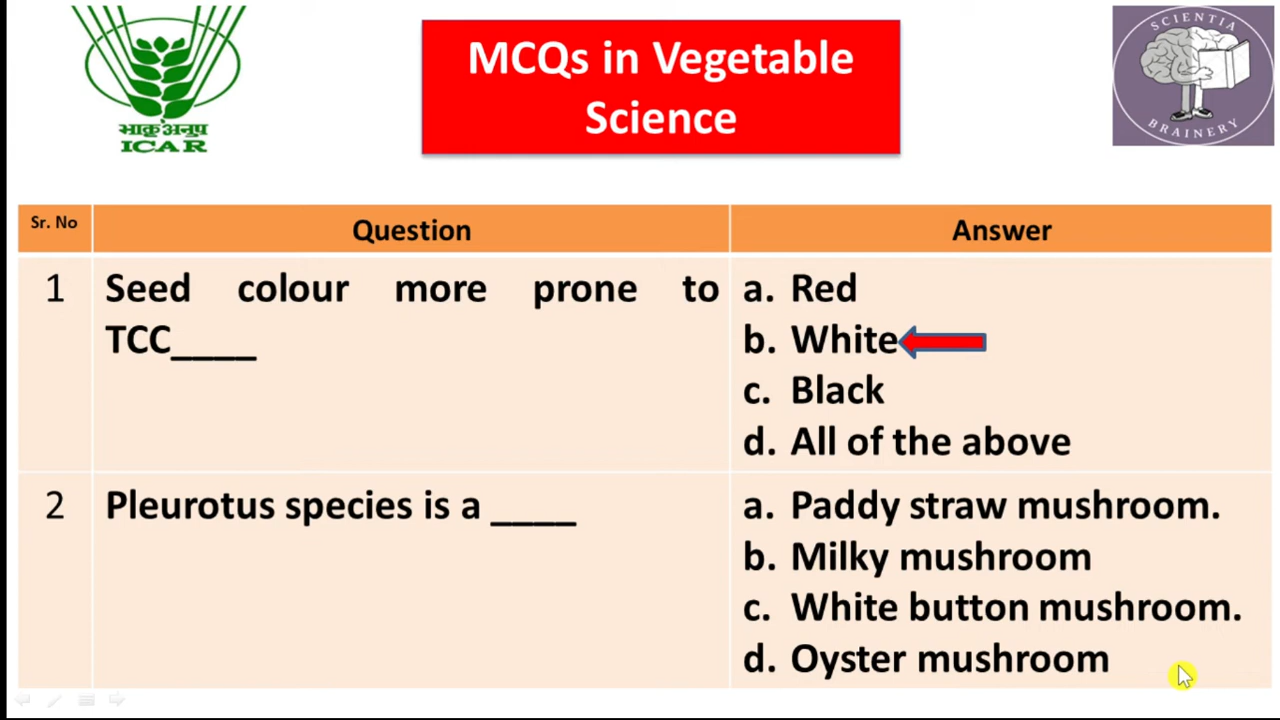 भाकृअनुप
ICAR
MCQs in Vegetable
Science
SCIENTIA
BRAINERY
Sr. No Question Answer
1 Seed colour more prone to
TCC____
a. Red
b. White
c. Black
d. All of the above
2 Pleurotus species is a ____
a. Paddy straw mushroom.
b. Milky mushroom
c. White button mushroom.
d. Oyster mushroom